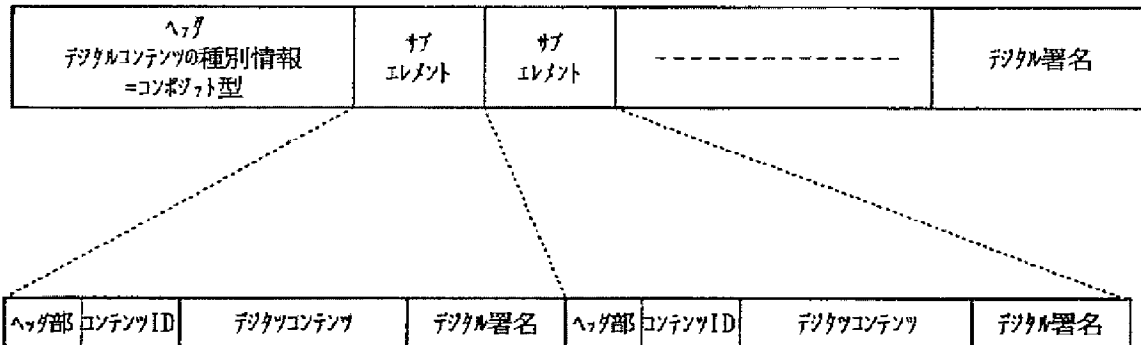 ヘッダ
デジタルコンテンツの種別情報
=コンポジット型
サブ
エレメント
サブ
エレメント
デジタル署名
ヘッダ部
コンテンツID
デジタツコンテンツ
デジタル署名
ヘッダ部
コンテンツID
デジタツコンテンツ
デジタル署名